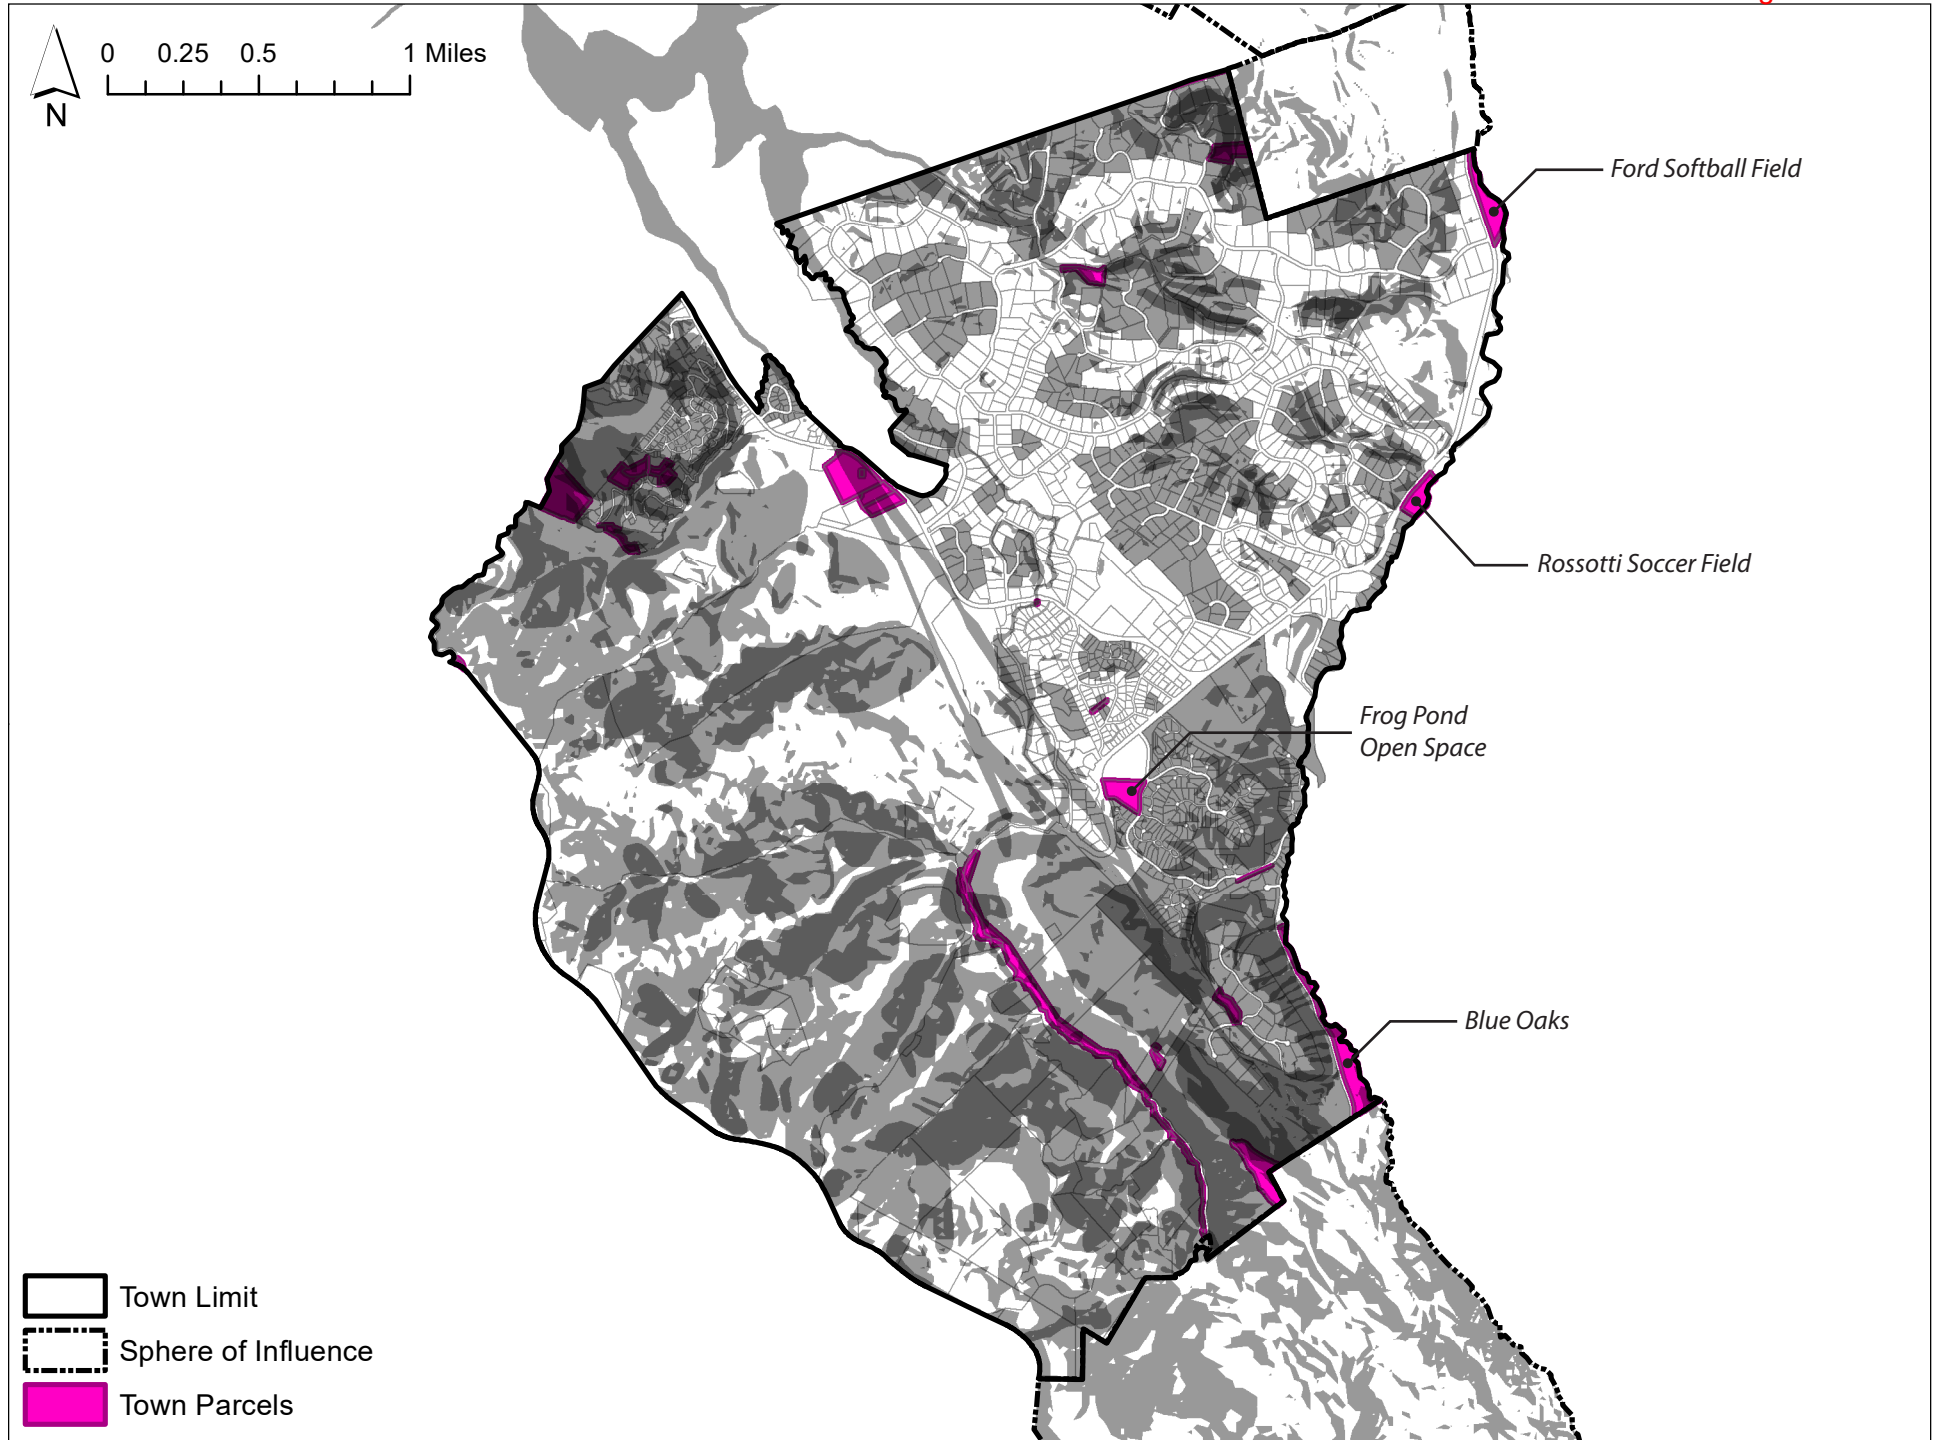 0 0.25 0.5 1 Miles
N
Ford Softball Field
Rossotti Soccer Field
Frog Pond
Open Space
Blue Oaks
Town Limit
Sphere of Influence
Town Parcels